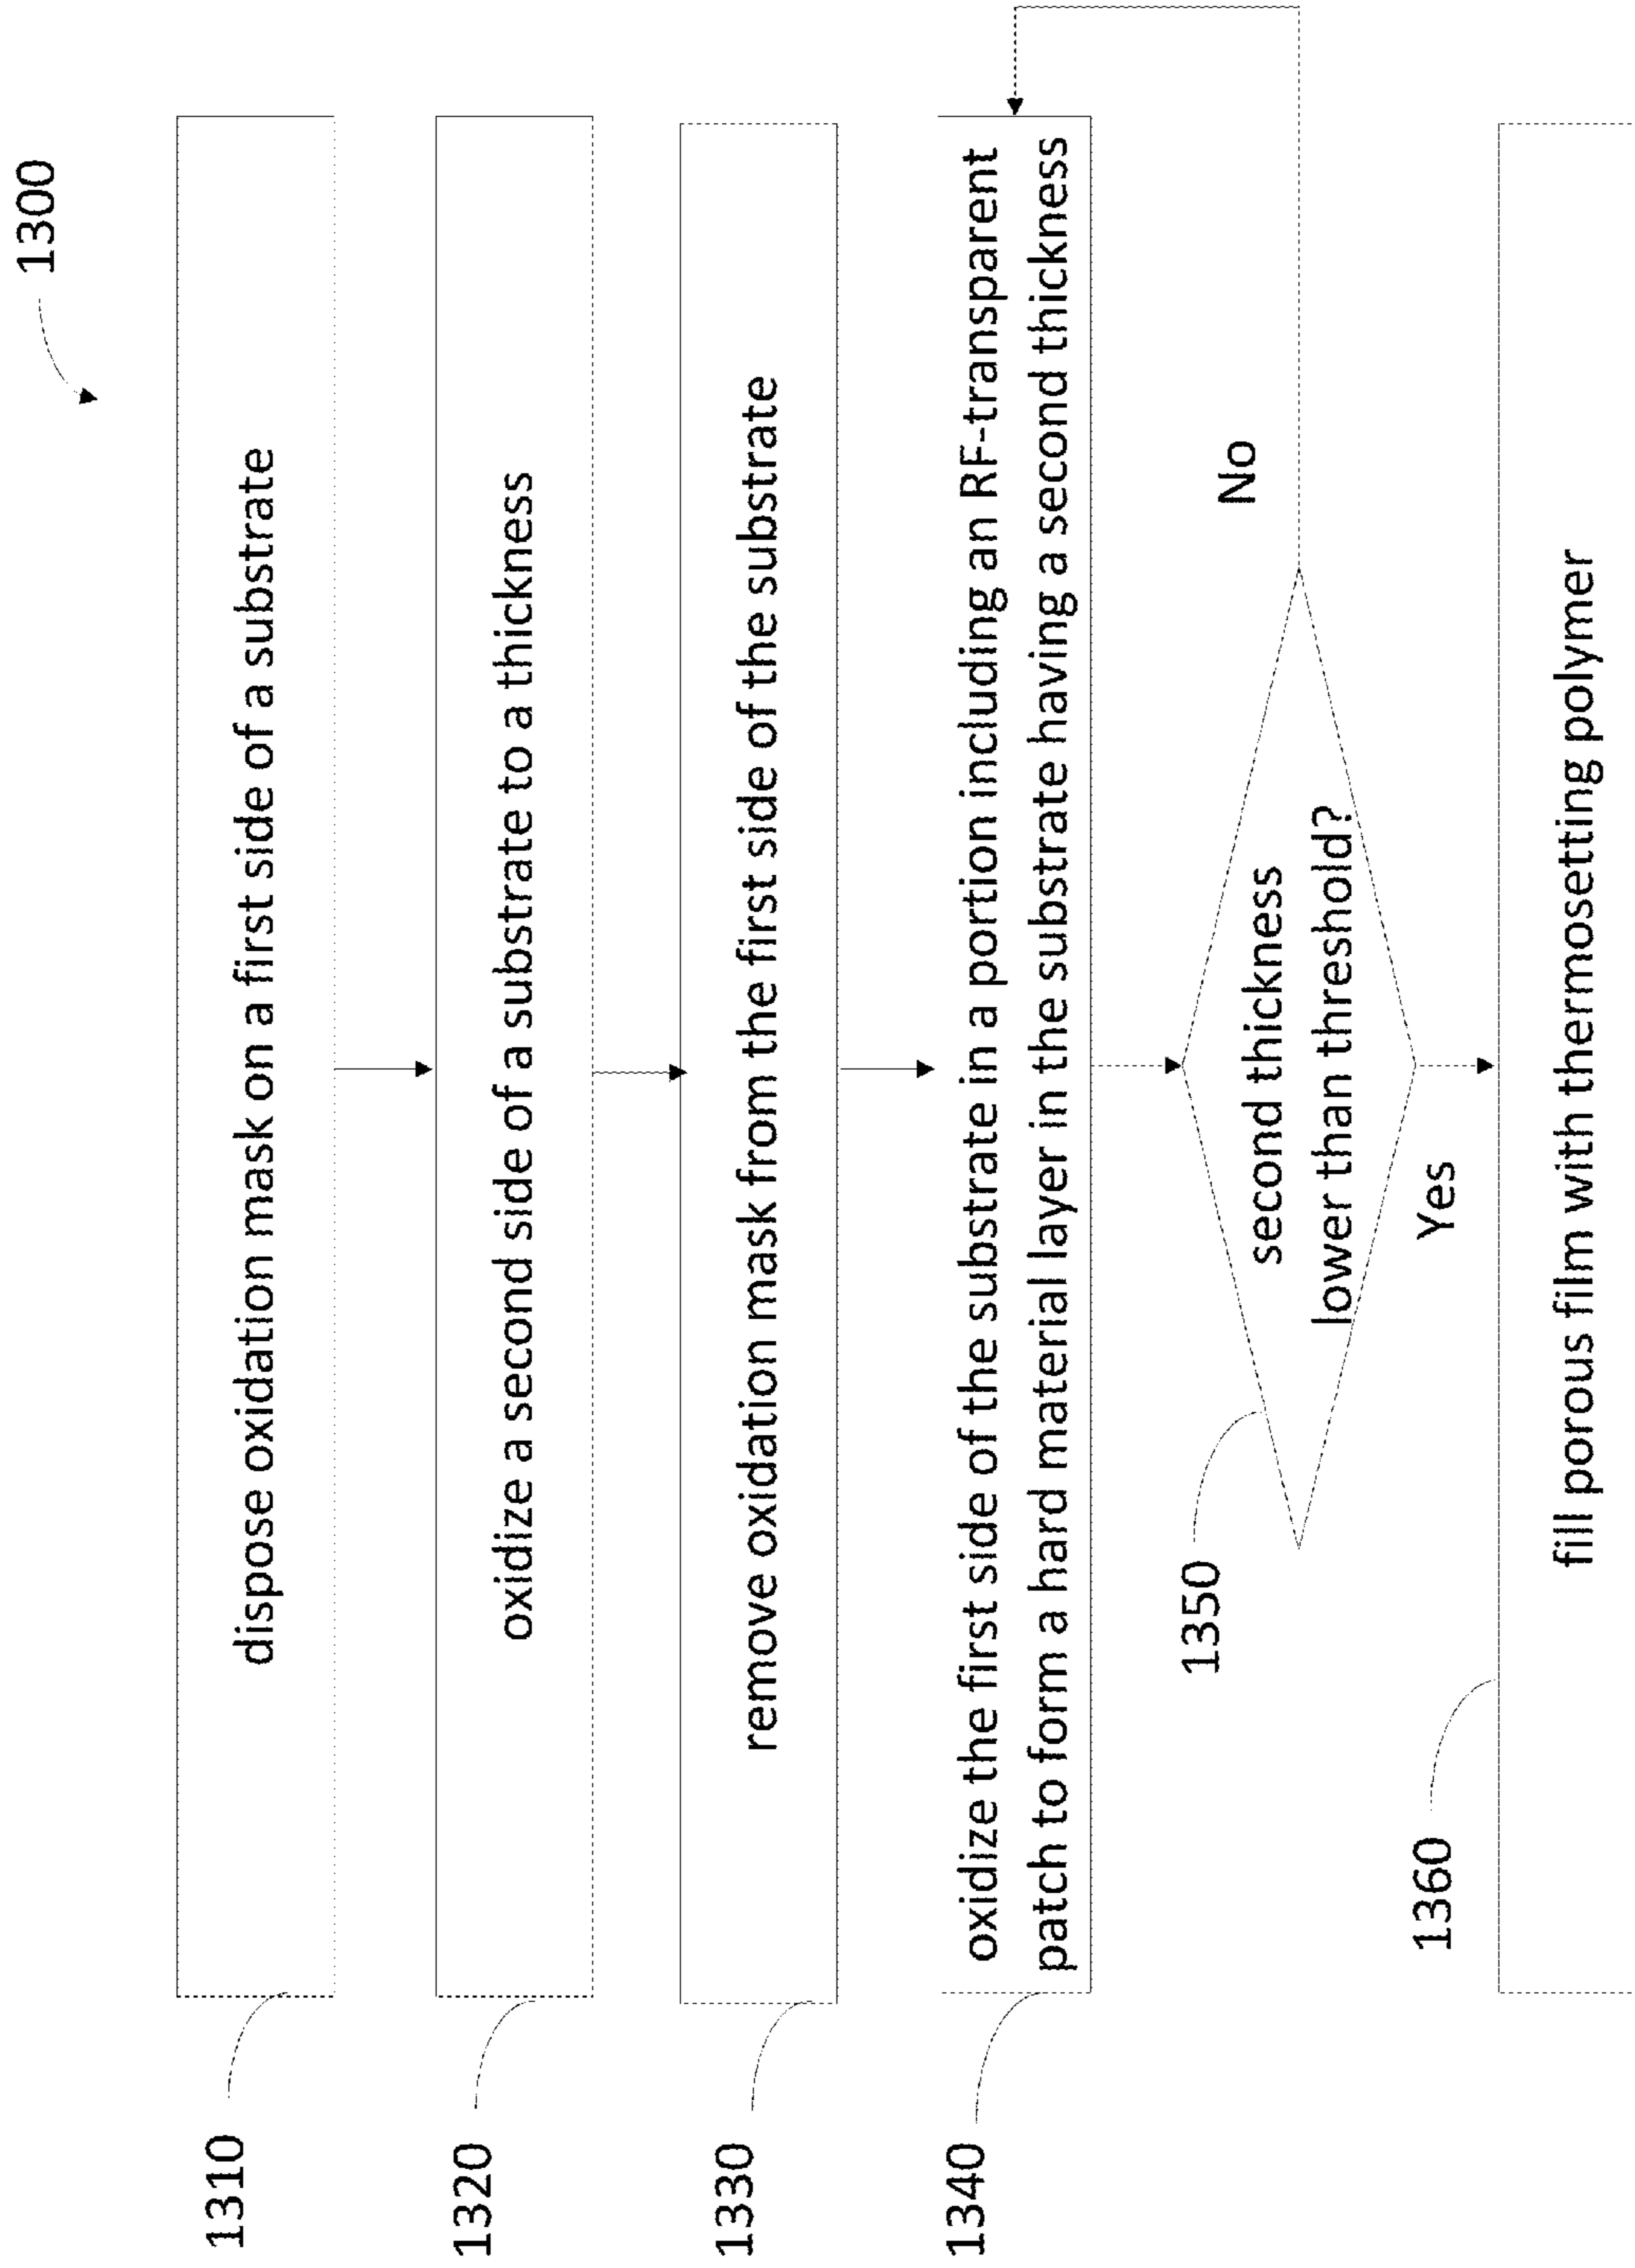 1300
1310
dispose oxidation mask on a first side of a substrate
1320
oxidize a second side of a substrate to a thickness
1330
remove oxidation mask from the first side of the substrate
1340
oxidize the first side of the substrate in a portion including an RF-transparent
patch to form a hard material layer in the substrate having a second thickness
1350
second thickness
lower than threshold?
No
Yes
1360
fill porous film with thermosetting polymer